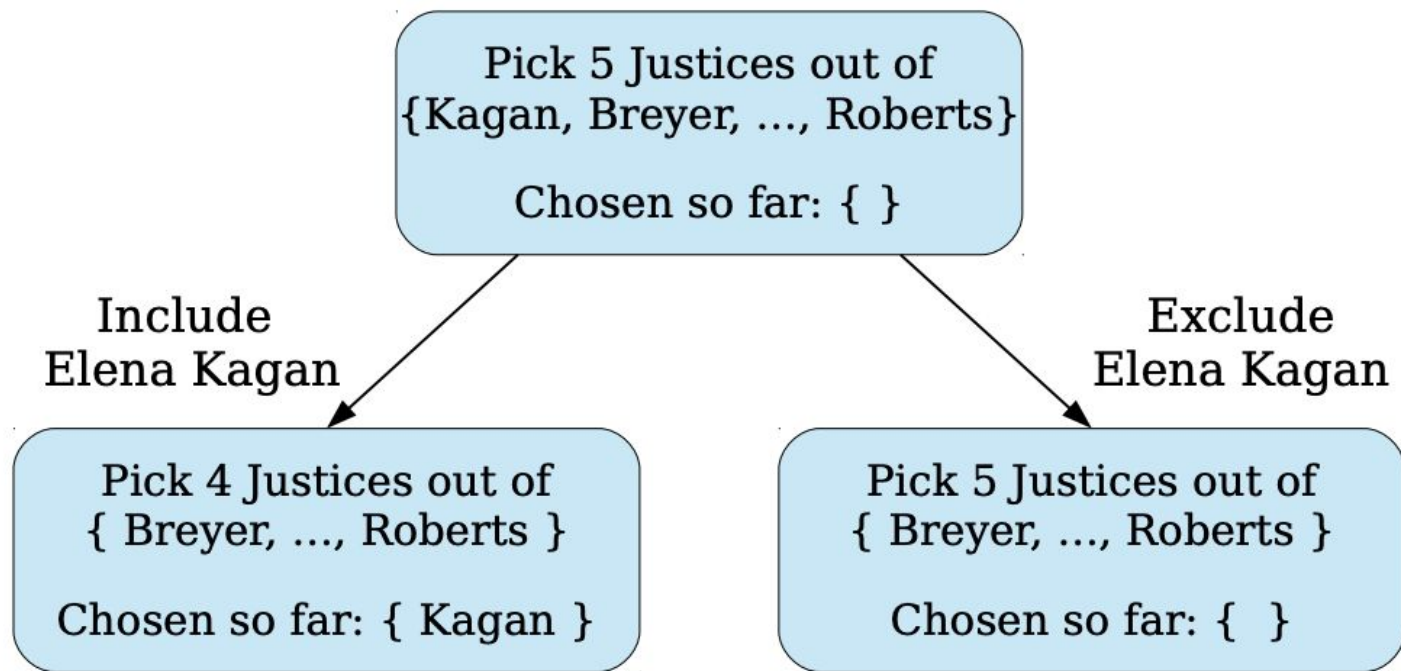 Pick 5 Justices out of
{Kagan, Breyer, ..., Roberts}
Chosen so far: { }
Include
Elena Kagan
Exclude
Elena Kagan
Pick 4 Justices out of
{ Breyer, ..., Roberts }
Chosen so far: { Kagan }
Pick 5 Justices out of
{ Breyer, ..., Roberts }
Chosen so far: {  }